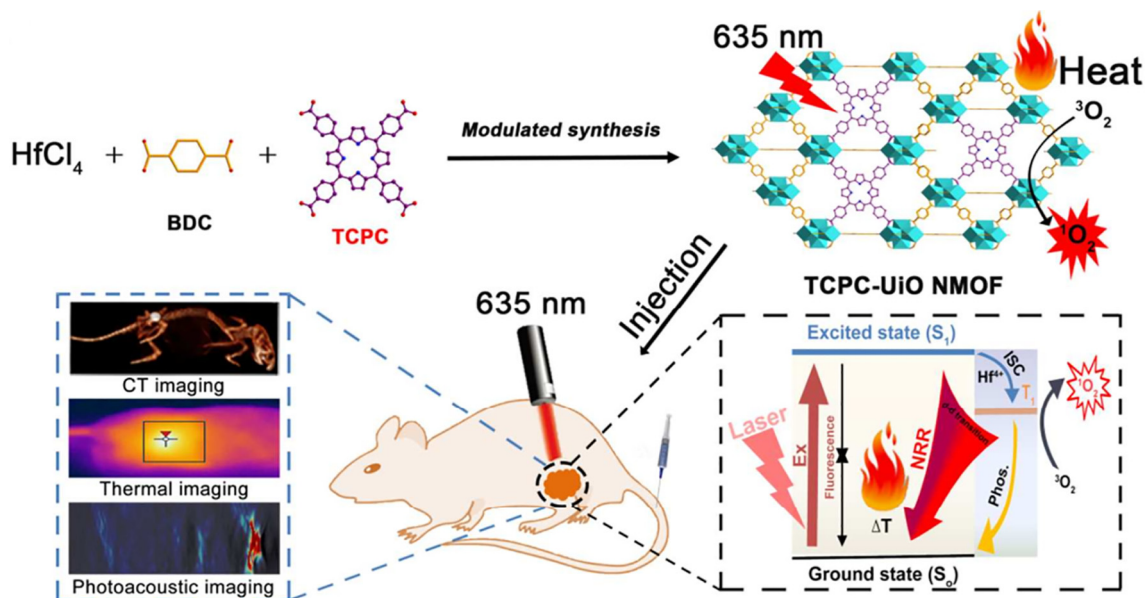 635 nm
Heat
³O₂
HfCl₄ + BDC + TCPC
Modulated synthesis
¹O₂
TCPC-UiO NMOF
Injection
635 nm
CT imaging
Thermal imaging
Photoacoustic imaging
Excited state (S₁)
ISC
Hf⁴⁺
T₁
¹O₂
Laser
Ex
Fluorescence
NRR
d-d transition
Phos.
³O₂
ΔT
Ground state (S₀)